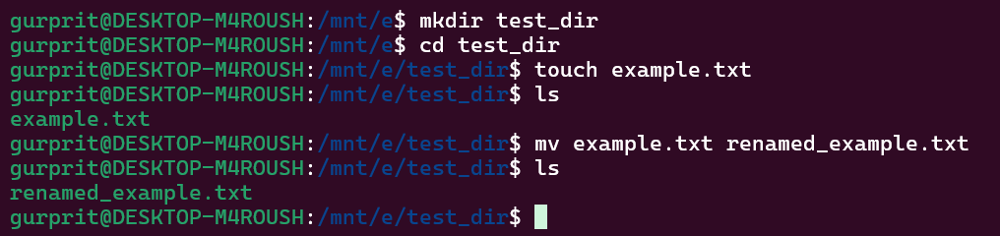 gurprit@DESKTOP-M4ROUSH:/mnt/e$ mkdir test_dir
gurprit@DESKTOP-M4ROUSH:/mnt/e$ cd test_dir
gurprit@DESKTOP-M4ROUSH:/mnt/e/test_dir$ touch example.txt
gurprit@DESKTOP-M4ROUSH:/mnt/e/test_dir$ ls
example.txt
gurprit@DESKTOP-M4ROUSH:/mnt/e/test_dir$ mv example.txt renamed_example.txt
gurprit@DESKTOP-M4ROUSH:/mnt/e/test_dir$ ls
renamed_example.txt
gurprit@DESKTOP-M4ROUSH:/mnt/e/test_dir$